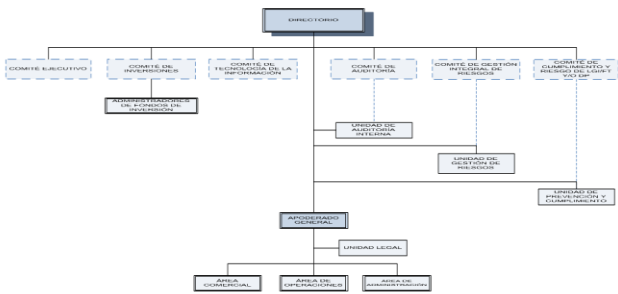 DIRECTORIO
COMITÉ EJECUTIVO
COMITÉ DE
INVERSIONES
COMITÉ DE
TECNOLOGÍA DE LA
INFORMACIÓN
COMITÉ DE
AUDITORÍA
COMITÉ DE GESTIÓN
INTEGRAL DE
RIESGOS
COMITÉ DE
CUMPLIMIENTO Y
RIESGO DE LGI/FT
Y/O DP
ADMINISTRADORES
DE FONDOS DE
INVERSIÓN
UNIDAD DE
AUDITORÍA
INTERNA
UNIDAD DE
GESTIÓN DE
RIESGOS
UNIDAD DE
PREVENCIÓN Y
CUMPLIMIENTO
APODERADO
GENERAL
UNIDAD LEGAL
ÁREA
COMERCIAL
ÁREA DE
OPERACIONES
ÁREA DE
ADMINISTRACIÓN